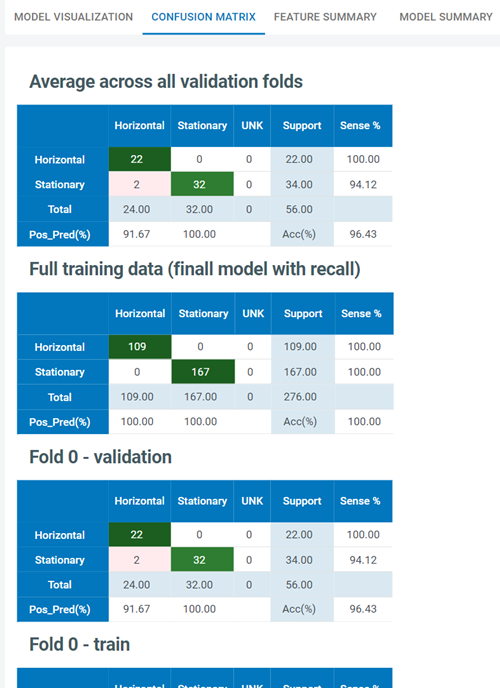 MODEL VISUALIZATION CONFUSION MATRIX FEATURE SUMMARY MODEL SUMMARY
Average across all validation folds
Horizontal Stationary UNK Support Sense %
Horizontal 22 0 0 22.00 100.00
Stationary 2 32 0 34.00 94.12
Total 24.00 32.00 0 56.00
Pos_Pred(%) 91.67 100.00 Acc(%) 96.43
Full training data (finall model with recall)
Horizontal Stationary UNK Support Sense %
Horizontal 109 0 0 109.00 100.00
Stationary 0 167 0 167.00 100.00
Total 109.00 167.00 0 276.00
Pos_Pred(%) 100.00 100.00 Acc(%) 100.00
Fold 0 - validation
Horizontal Stationary UNK Support Sense %
Horizontal 22 0 0 22.00 100.00
Stationary 2 32 0 34.00 94.12
Total 24.00 32.00 0 56.00
Pos_Pred(%) 91.67 100.00 Acc(%) 96.43
Fold 0 - train
Horizontal Stationary UNK Support Sense %